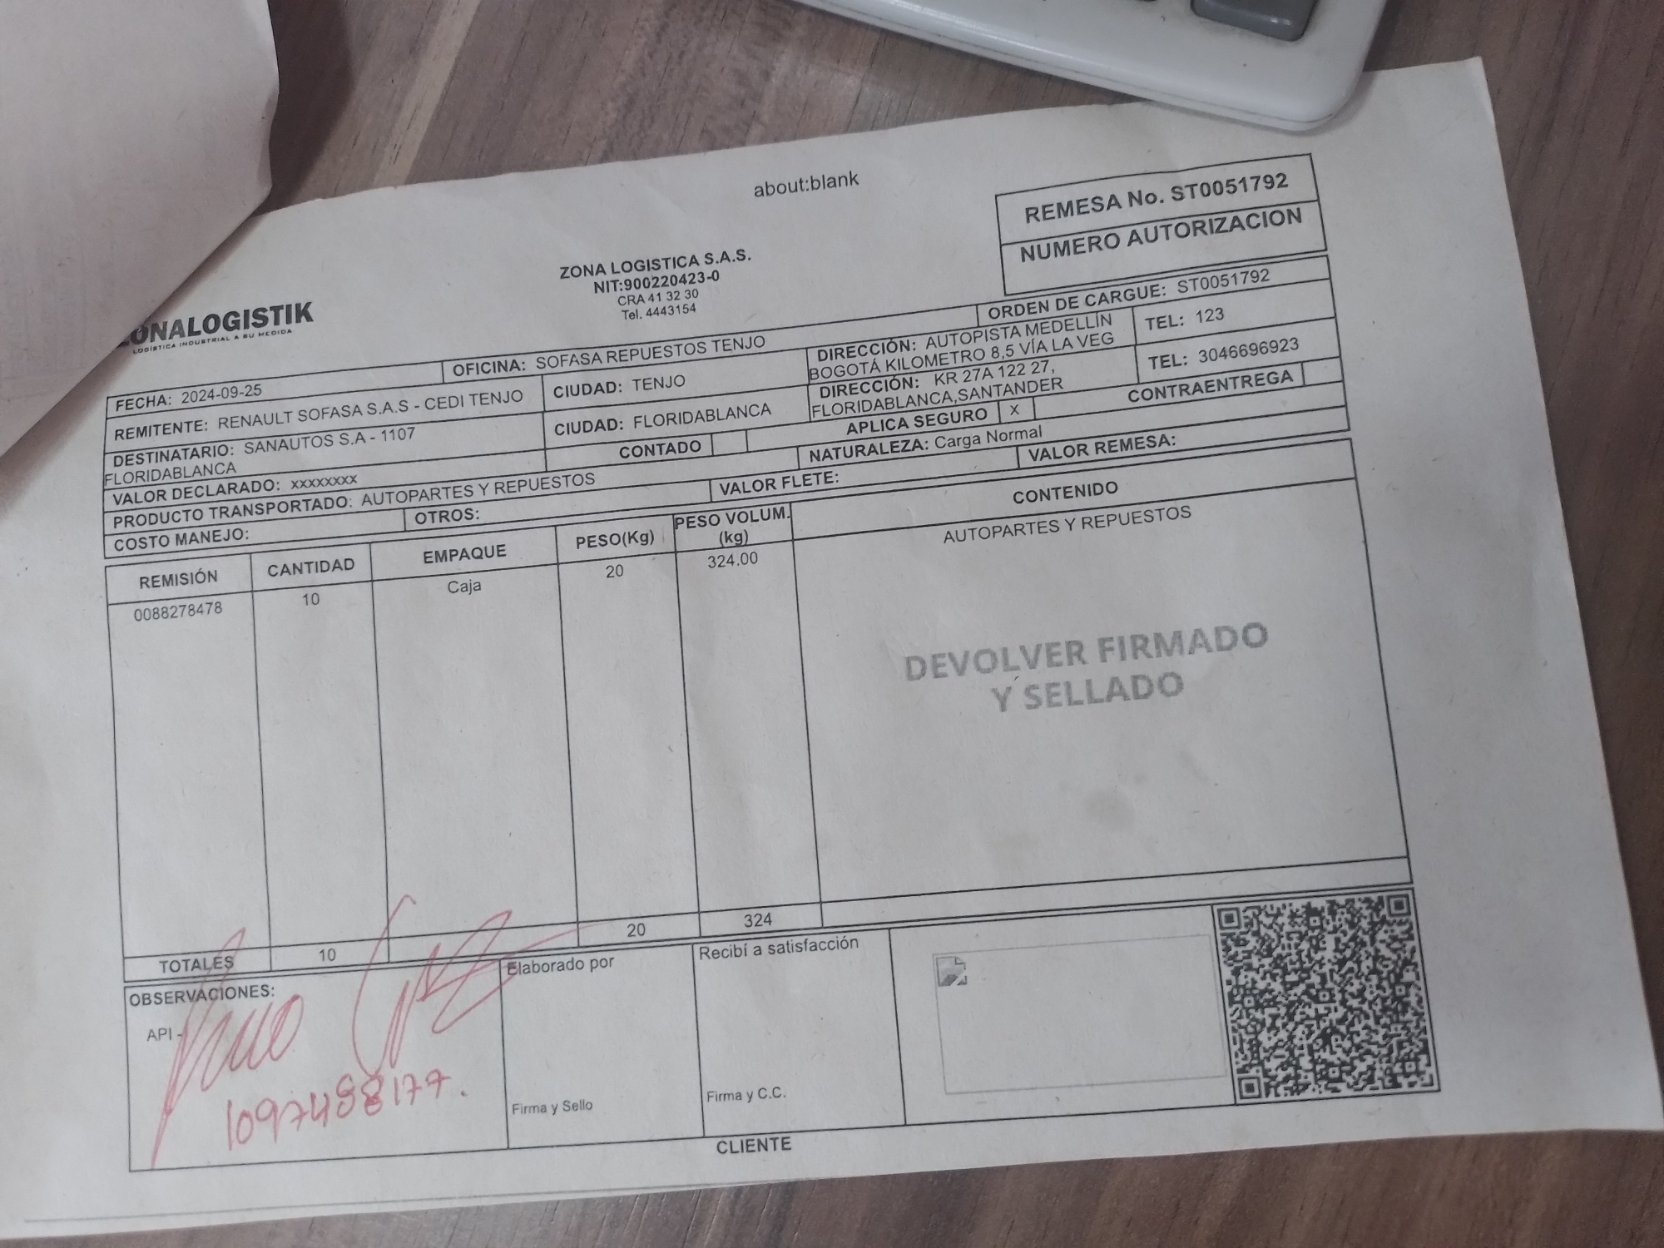 about:blank
REMESA No. ST0051792
NUMERO AUTORIZACION
ZONA LOGISTICA S.A.S.
NIT:900220423-0
CRA 41 32 30
Tel. 4443154
ONALOGISTIK
LOGÍSTICA INDUSTRIAL A SU MEDIDA
ORDEN DE CARGUE: ST0051792
FECHA: 2024-09-25
OFICINA: SOFASA REPUESTOS TENJO
REMITENTE: RENAULT SOFASA S.A.S - CEDI TENJO
CIUDAD: TENJO
DIRECCIÓN: AUTOPISTA MEDELLÍN
BOGOTÁ KILOMETRO 8,5 VÍA LA VEG
TEL: 123
DESTINATARIO: SANAUTOS S.A - 1107
FLORIDABLANCA
CIUDAD: FLORIDABLANCA
DIRECCIÓN: KR 27A 122 27,
FLORIDABLANCA,SANTANDER
TEL: 3046696923
VALOR DECLARADO: xxxxxxxx
CONTADO
APLICA SEGURO X
CONTRAENTREGA
PRODUCTO TRANSPORTADO: AUTOPARTES Y REPUESTOS
NATURALEZA: Carga Normal
VALOR REMESA:
COSTO MANEJO:
OTROS:
VALOR FLETE:
REMISIÓN CANTIDAD EMPAQUE PESO(Kg) PESO VOLUM. (kg) CONTENIDO
0088278478 10 Caja 20 324.00 AUTOPARTES Y REPUESTOS
DEVOLVER FIRMADO
Y SELLADO
TOTALES 10 20 324
OBSERVACIONES:
API -
1097488177.
Elaborado por
Firma y Sello
Recibí a satisfacción
Firma y C.C.
CLIENTE